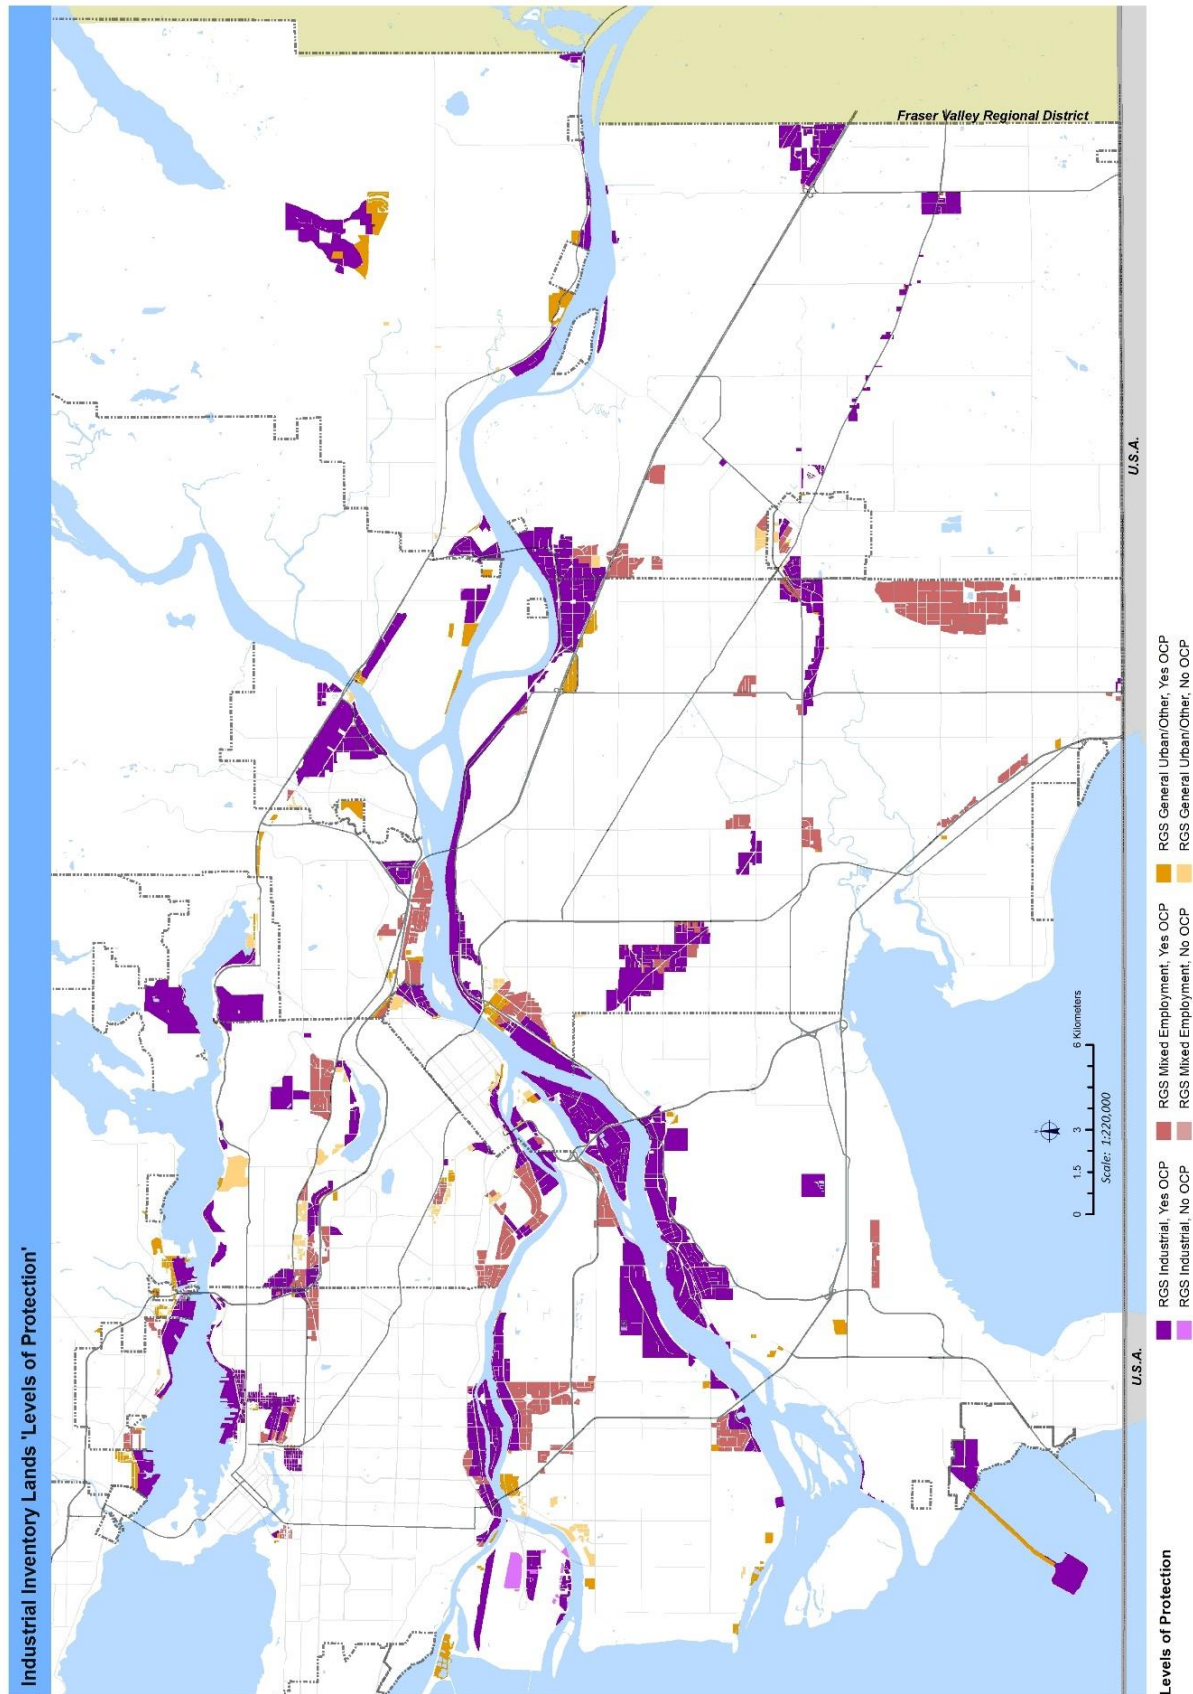 Industrial Inventory Lands 'Levels of Protection'
Fraser Valley Regional District
U.S.A.
U.S.A.
0 1.5 3 6 Kilometers
Scale: 1:220,000
Levels of Protection
RGS Industrial, Yes OCP
RGS Industrial, No OCP
RGS Mixed Employment, Yes OCP
RGS Mixed Employment, No OCP
RGS General Urban/Other, Yes OCP
RGS General Urban/Other, No OCP